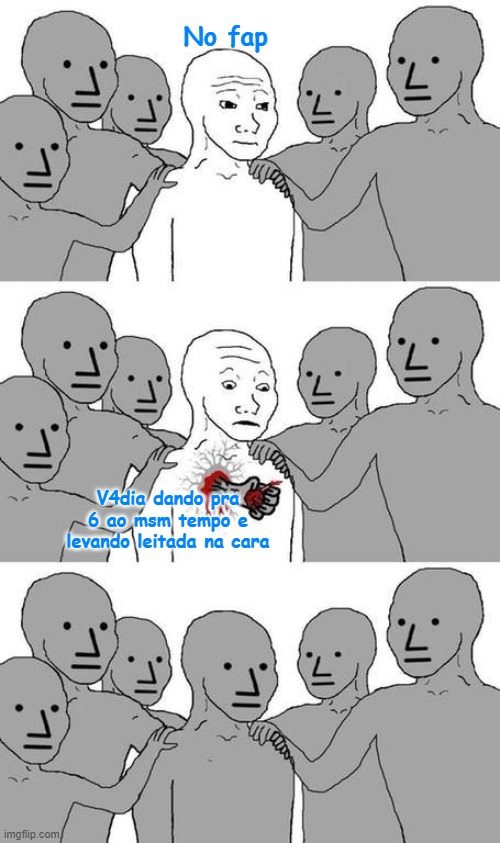 No fap
V4dia dando pra
6 ao msm tempo e
levando leitada na cara
imgflip.com